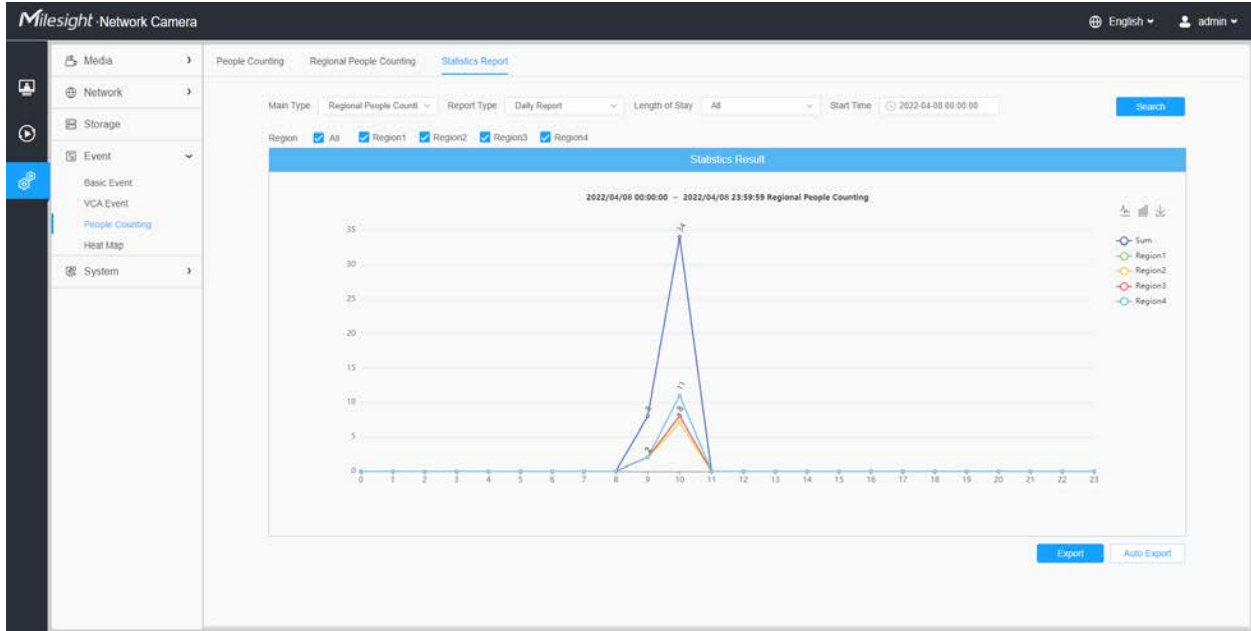 Milesight · Network Camera
English
admin
Media
Network
Storage
Event
Basic Event
VCA Event
People Counting
Heat Map
System
People Counting Regional People Counting Statistics Report
Main Type Regional People Counti Report Type Daily Report Length of Stay All Start Time 2022-04-08 00:00:00 Search
Region All Region1 Region2 Region3 Region4
Statistics Result
2022/04/08 00:00:00 – 2022/04/08 23:59:59 Regional People Counting
Sum
Region1
Region2
Region3
Region4
35
30
25
20
15
10
5
0
34
11
8
0 1 2 3 4 5 6 7 8 9 10 11 12 13 14 15 16 17 18 19 20 21 22 23
Export Auto Export